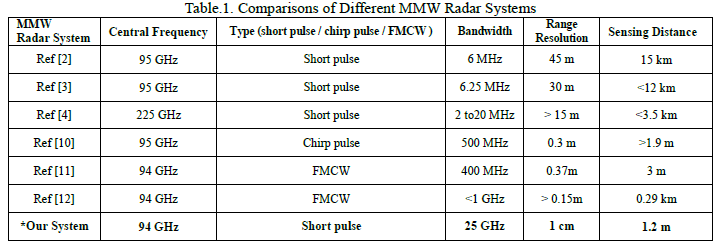 Table.1. Comparisons of Different MMW Radar Systems
MMW Radar System Central Frequency Type (short pulse / chirp pulse / FMCW ) Bandwidth Range Resolution Sensing Distance
Ref [2] 95 GHz Short pulse 6 MHz 45 m 15 km
Ref [3] 95 GHz Short pulse 6.25 MHz 30 m <12 km
Ref [4] 225 GHz Short pulse 2 to20 MHz > 15 m <3.5 km
Ref [10] 95 GHz Chirp pulse 500 MHz 0.3 m >1.9 m
Ref [11] 94 GHz FMCW 400 MHz 0.37m 3 m
Ref [12] 94 GHz FMCW <1 GHz > 0.15m 0.29 km
*Our System 94 GHz Short pulse 25 GHz 1 cm 1.2 m